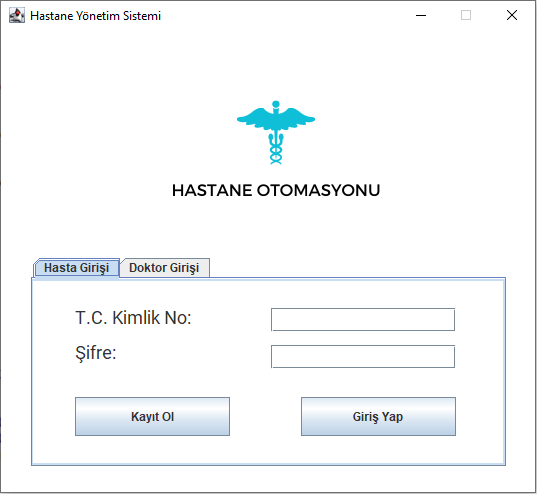 Hastane Yönetim Sistemi
HASTANE OTOMASYONU
Hasta Girişi Doktor Girişi
T.C. Kimlik No:
Şifre:
Kayıt Ol Giriş Yap